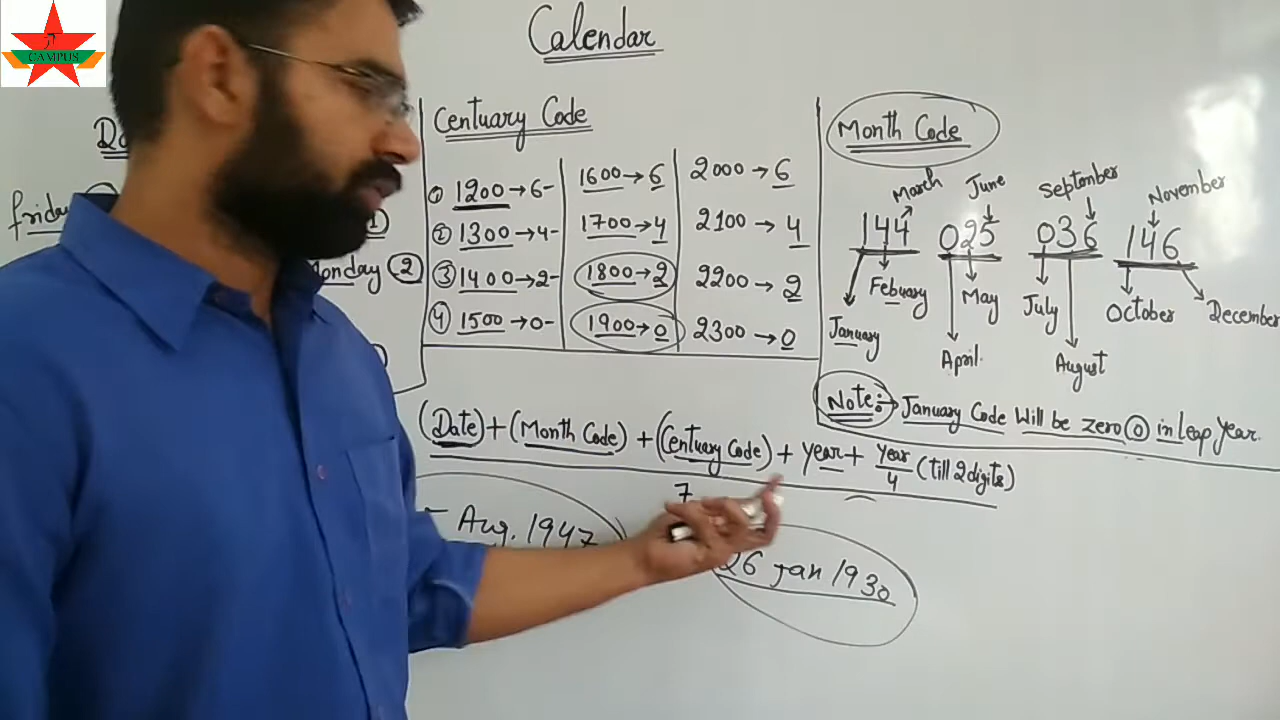 CAMPUS
Calendar
friday
Monday 2
Centuary Code
① 1200→6-
② 1300→4-
③ 1400→2-
④ 1500→0-
1600→6
1700→4
1800→2
1900→0
2000→6
2100→4
2200→2
2300→0
Month Code
March June September November
144 025 036 146
January Febuary April May July August October December
Note:→ January Code will be zero ⓪ in leap year.
(Date)+(Month Code)+(Centuary Code)+year+year/4 (till 2digits)
7
Aug. 1947
26 Jan 1930